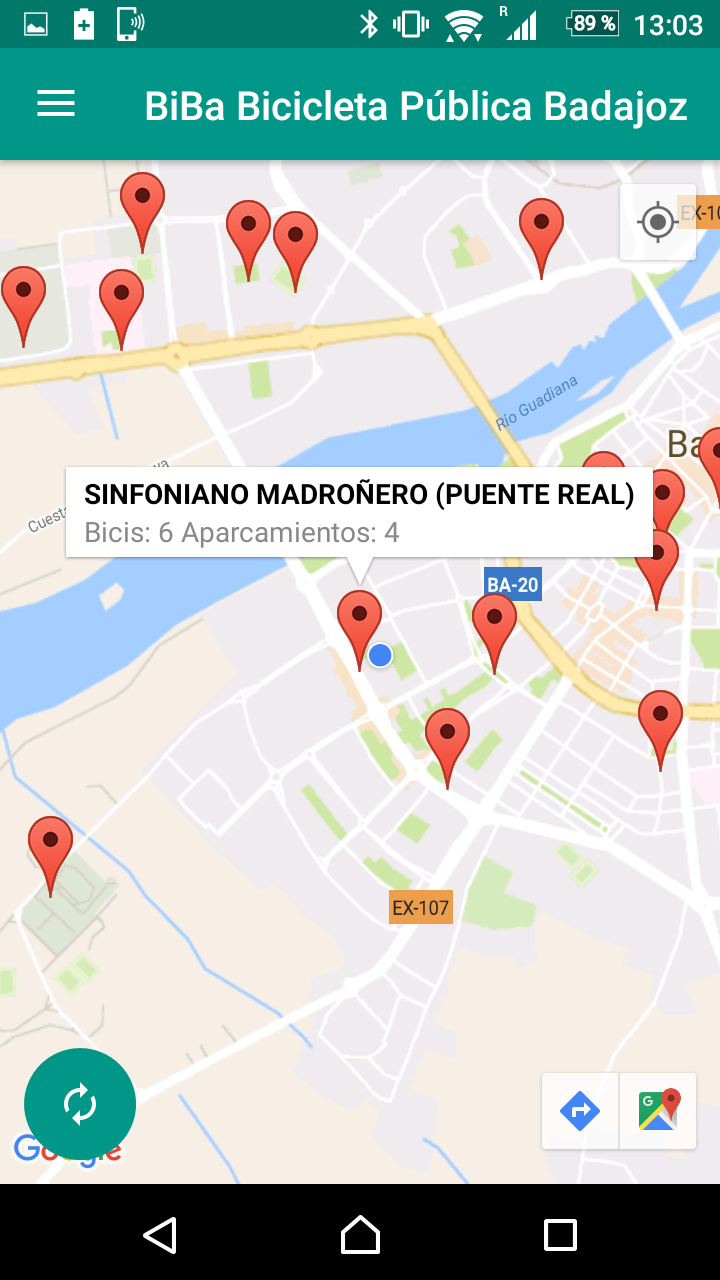 R
89 %
13:03
BiBa Bicicleta Pública Badajoz
EX-10
Río Guadiana
Ba
Cuesta
SINFONIANO MADROÑERO (PUENTE REAL)
Bicis: 6 Aparcamientos: 4
BA-20
EX-107
G
Google